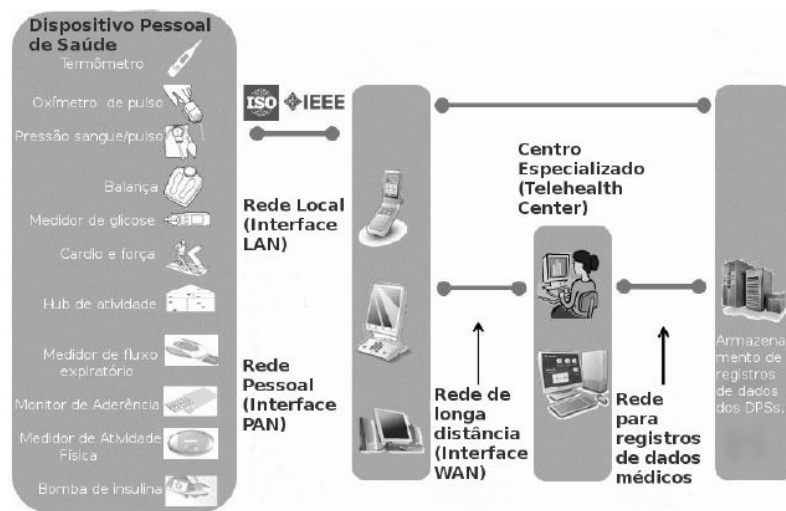 Dispositivo Pessoal
de Saúde
Termômetro
Oxímetro de pulso
Pressão sangue/pulso
Balança
Medidor de glicose
Cardio e força
Hub de atividade
Medidor de fluxo
expiratório
Monitor de Aderência
Medidor de Atividade
Física
Bomba de insulina
ISO IEEE
Rede Local
(Interface
LAN)
Rede
Pessoal
(Interface
PAN)
Centro
Especializado
(Telehealth
Center)
Rede de
longa
distância
(Interface
WAN)
Rede
para
registros
de dados
médicos
Armazena
mento de
registros
de dados
dos DPSs.